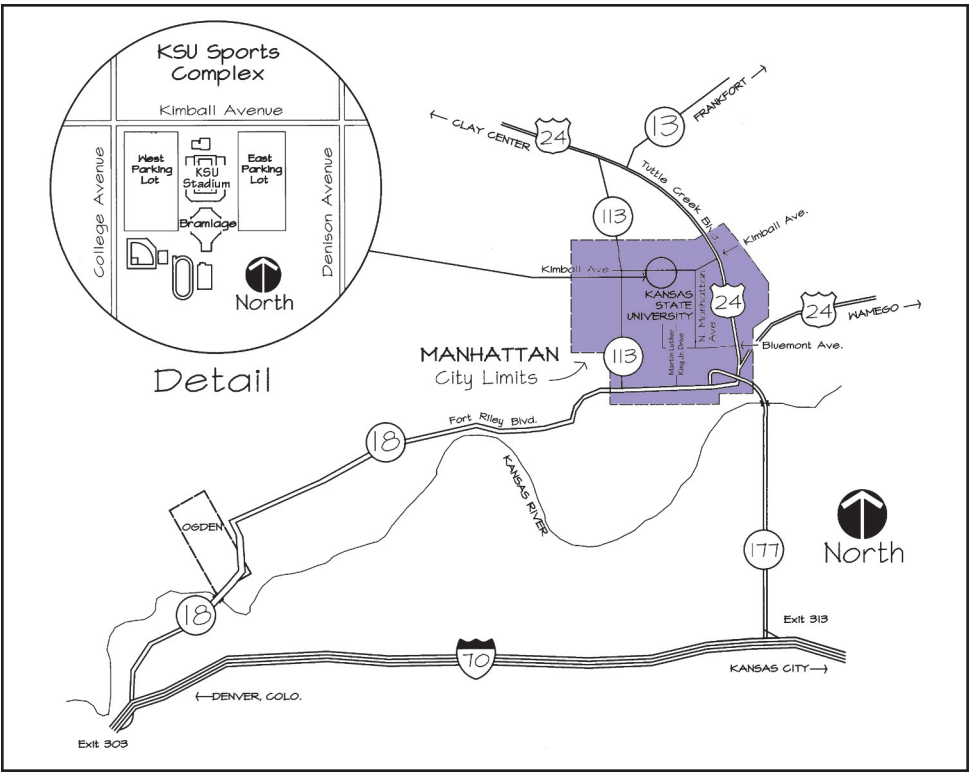 KSU Sports
Complex
Kimball Avenue
College Avenue
West
Parking
Lot
KSU
Stadium
East
Parking
Lot
Bramlage
Denison Avenue
North
Detail
CLAY CENTER
24
13
FRANKFORT
Tuttle Creek Blvd.
113
Kimball Ave.
Kimball Ave
KANSAS
STATE
UNIVERSITY
N. Manhattan
Ave
24
24
WAMEGO
MANHATTAN
City Limits
113
Martin Luther
King Jr. Drive
Bluemont Ave.
Fort Riley Blvd.
18
KANSAS RIVER
OGDEN
177
North
18
Exit 313
70
KANSAS CITY
DENVER, COLO.
Exit 303